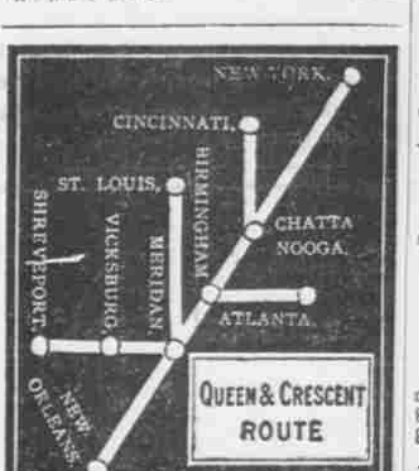 NEW YORK.
CINCINNATI.
ST. LOUIS,
BIRMINGHAM
SHREVEPORT.
VICKSBURG.
MERIDAN.
CHATTA
NOOGA.
ATLANTA.
NEW
ORLEANS.
QUEEN & CRESCENT
ROUTE